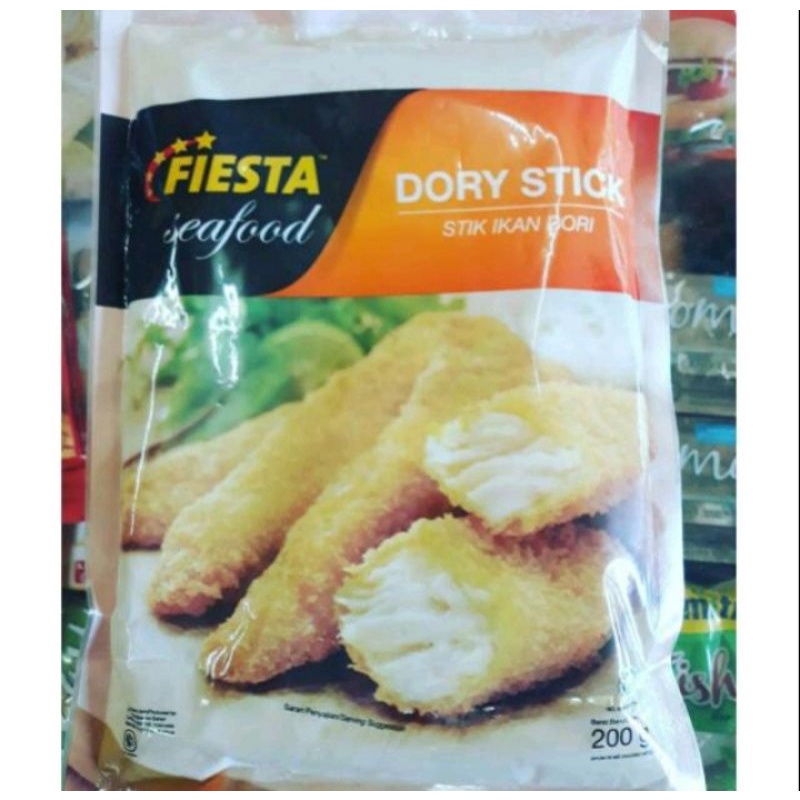 FIESTA
seafood
DORY STICK
STIK IKAN DORI
Saran Penyajian/Serving Suggestion
200 g